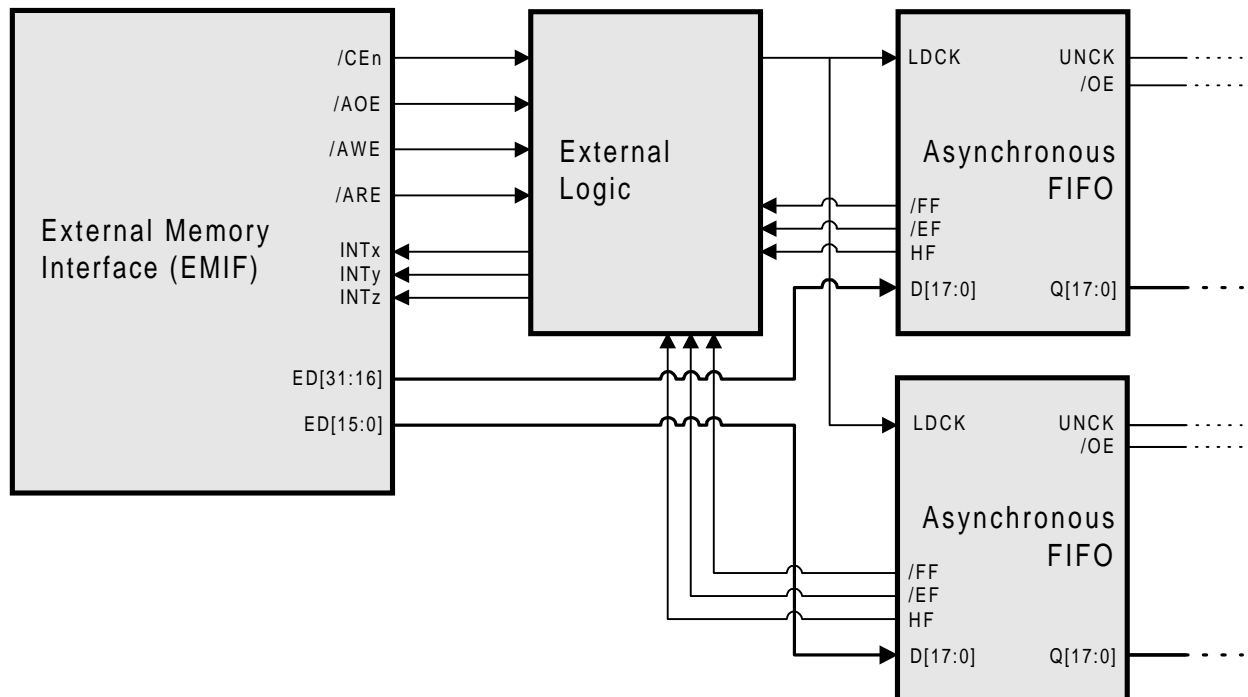 /CEn
/AOE
/AWE
/ARE
External Memory
Interface (EMIF)
INTx
INTy
INTz
ED[31:16]
ED[15:0]
External
Logic
LDCK
UNCK
/OE
Asynchronous
FIFO
/FF
/EF
HF
D[17:0]
Q[17:0]
LDCK
UNCK
/OE
Asynchronous
FIFO
/FF
/EF
HF
D[17:0]
Q[17:0]